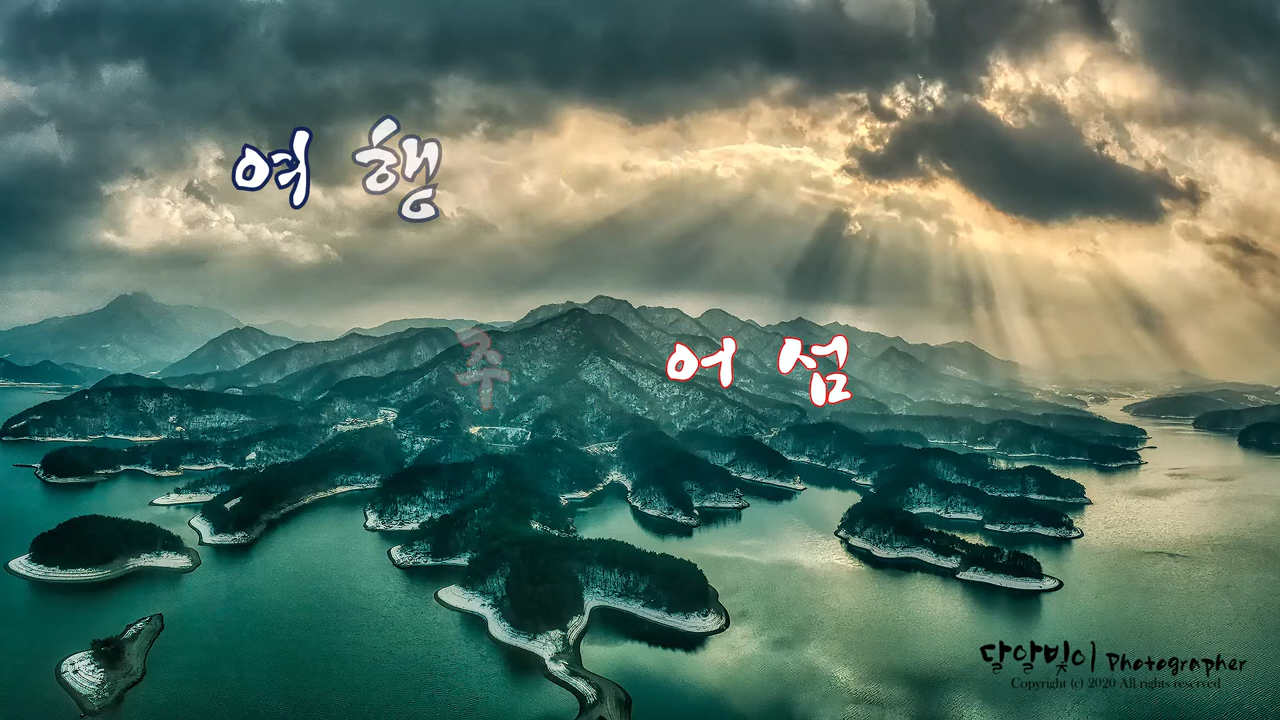 여 행
주 어 섬
달알빛이 Photographer
Copyright (c) 2020 All rights reserved